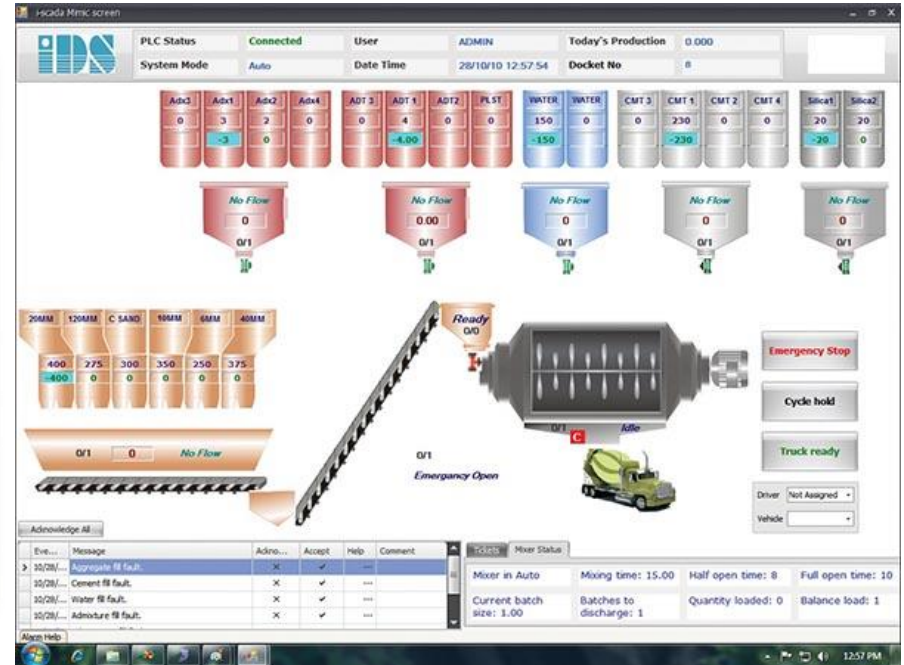 i-scada Mimic screen
IDS
PLC Status Connected User ADMIN Today's Production 0.000
System Mode Auto Date Time 28/10/10 12:57:54 Docket No 8
Adx3 Adx1 Adx2 Adx4 ADT 3 ADT 1 ADT2 PLST WATER WATER CMT 3 CMT 1 CMT 2 CMT 4 Silica1 Silica2
0 3 2 0 0 4 0 0 150 0 0 230 0 0 20 20
-3 0 -4.00 -150 -230 -20 0
No Flow No Flow No Flow No Flow No Flow
0 0.00 0 0 0
0/1 0/1 0/1 0/1 0/1
20MM 120MM C SAND 10MM 6MM 40MM
400 275 300 350 250 375
-400 0 0 0 0 0
0/1 0 No Flow
Ready
0/0
0/1 Idle
C
0/1
Emergancy Open
Emergency Stop
Cycle hold
Truck ready
Driver Not Assigned
Vehicle
Acknowledge All
Eve... Message Ackno... Accept Help Comment
10/28/... Aggregate fill fault.
10/28/... Cement fill fault.
10/28/... Water fill fault.
10/28/... Admixture fill fault.
Alarm Help
Tickets Mixer Status
Mixer in Auto Mixing time: 15.00 Half open time: 8 Full open time: 10
Current batch size: 1.00 Batches to discharge: 1 Quantity loaded: 0 Balance load: 1
12:57 PM